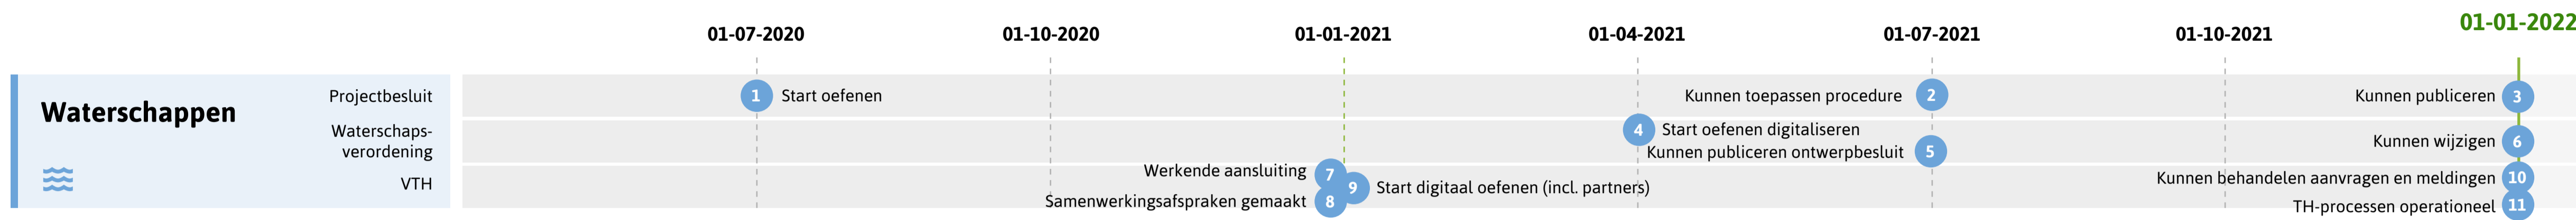 01-07-2020 01-10-2020 01-01-2021 01-04-2021 01-07-2021 01-10-2021 01-01-2022
Waterschappen
Projectbesluit
1 Start oefenen
Kunnen toepassen procedure 2
Kunnen publiceren 3
Waterschaps-
verordening
4 Start oefenen digitaliseren
Kunnen publiceren ontwerpbesluit 5
Kunnen wijzigen 6
VTH
Werkende aansluiting 7
Samenwerkingsafspraken gemaakt 8
9 Start digitaal oefenen (incl. partners)
Kunnen behandelen aanvragen en meldingen 10
TH-processen operationeel 11